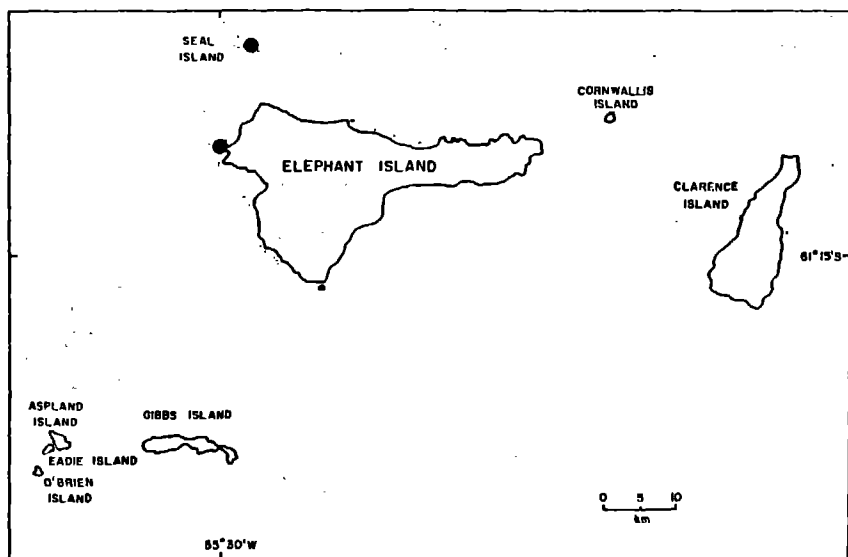 SEAL
ISLAND
CORNWALLIS
ISLAND
ELEPHANT ISLAND
CLARENCE
ISLAND
61°15'S
ASPLAND
ISLAND
GIBBS ISLAND
EADIE ISLAND
O'BRIEN
ISLAND
0 5 10
km
55°30'W